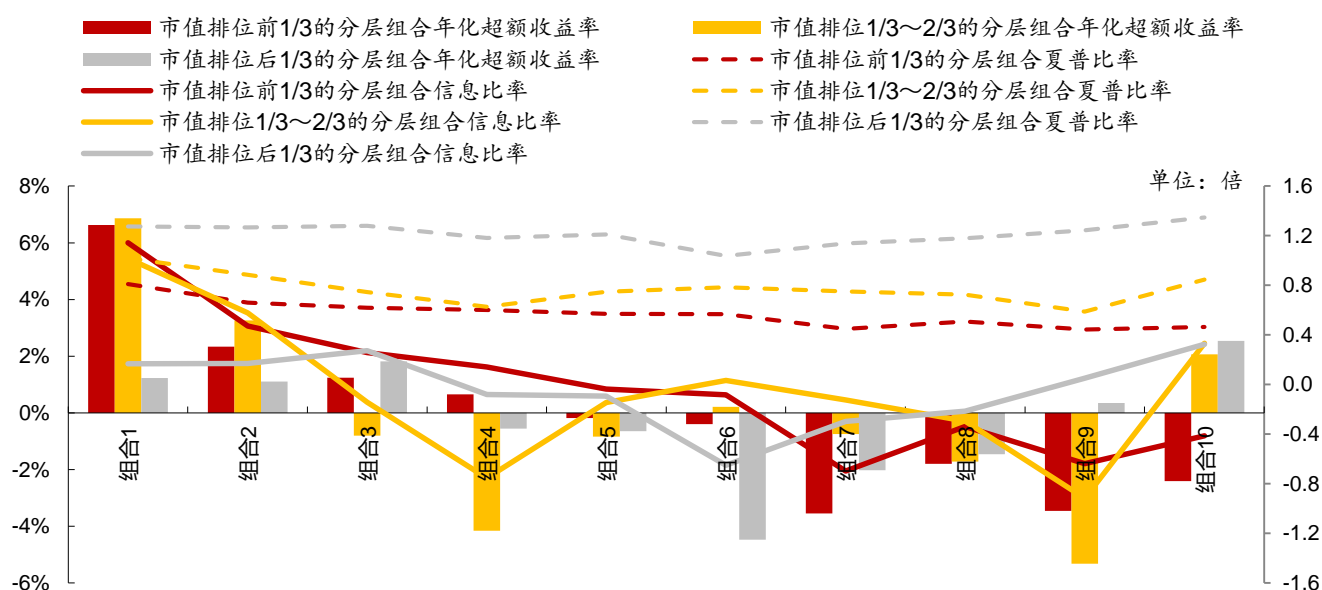 市值排位前1/3的分层组合年化超额收益率
市值排位1/3～2/3的分层组合年化超额收益率
市值排位后1/3的分层组合年化超额收益率
市值排位前1/3的分层组合夏普比率
市值排位前1/3的分层组合信息比率
市值排位1/3～2/3的分层组合夏普比率
市值排位1/3～2/3的分层组合信息比率
市值排位后1/3的分层组合夏普比率
市值排位后1/3的分层组合信息比率
单位：倍
8%
6%
4%
2%
0%
-2%
-4%
-6%
1.6
1.2
0.8
0.4
0.0
-0.4
-0.8
-1.2
-1.6
组合1
组合2
组合3
组合4
组合5
组合6
组合7
组合8
组合9
组合10